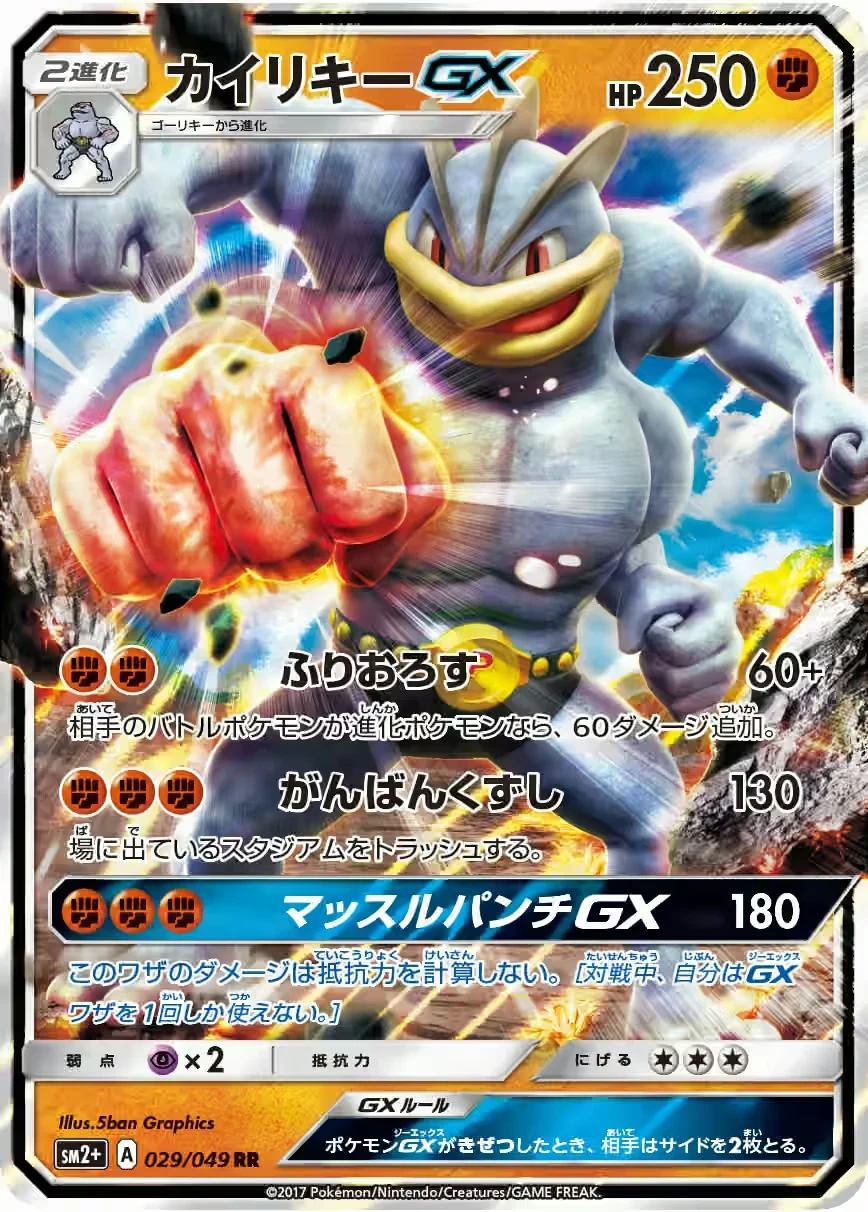 2進化
カイリキーGX
HP 250
ゴーリキーから進化
ふりおろす 60+
相手のバトルポケモンが進化ポケモンなら、60ダメージ追加。
がんばんくずし 130
場に出ているスタジアムをトラッシュする。
マッスルパンチGX 180
このワザのダメージは抵抗力を計算しない。[対戦中、自分はGX
ワザを1回しか使えない。]
弱点 ×2 抵抗力 にげる
Illus.5ban Graphics
GXルール
ポケモンGXがきぜつしたとき、相手はサイドを2枚とる。
SM2+ A 029/049 RR
©2017 Pokémon/Nintendo/Creatures/GAME FREAK.